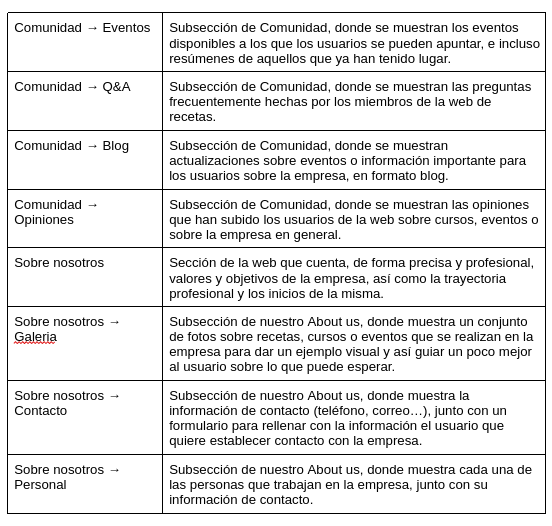 Comunidad → Eventos
Subsección de Comunidad, donde se muestran los eventos
disponibles a los que los usuarios se pueden apuntar, e incluso
resúmenes de aquellos que ya han tenido lugar.
Comunidad → Q&A
Subsección de Comunidad, donde se muestran las preguntas
frecuentemente hechas por los miembros de la web de
recetas.
Comunidad → Blog
Subsección de Comunidad, donde se muestran
actualizaciones sobre eventos o información importante para
los usuarios sobre la empresa, en formato blog.
Comunidad →
Opiniones
Subsección de Comunidad, donde se muestran las opiniones
que han subido los usuarios de la web sobre cursos, eventos o
sobre la empresa en general.
Sobre nosotros
Sección de la web que cuenta, de forma precisa y profesional,
valores y objetivos de la empresa, así como la trayectoria
profesional y los inicios de la misma.
Sobre nosotros →
Galeria
Subsección de nuestro About us, donde muestra un conjunto
de fotos sobre recetas, cursos o eventos que se realizan en la
empresa para dar un ejemplo visual y así guiar un poco mejor
al usuario sobre lo que puede esperar.
Sobre nosotros →
Contacto
Subsección de nuestro About us, donde muestra la
información de contacto (teléfono, correo…), junto con un
formulario para rellenar con la información el usuario que
quiere establecer contacto con la empresa.
Sobre nosotros →
Personal
Subsección de nuestro About us, donde muestra cada una de
las personas que trabajan en la empresa, junto con su
información de contacto.